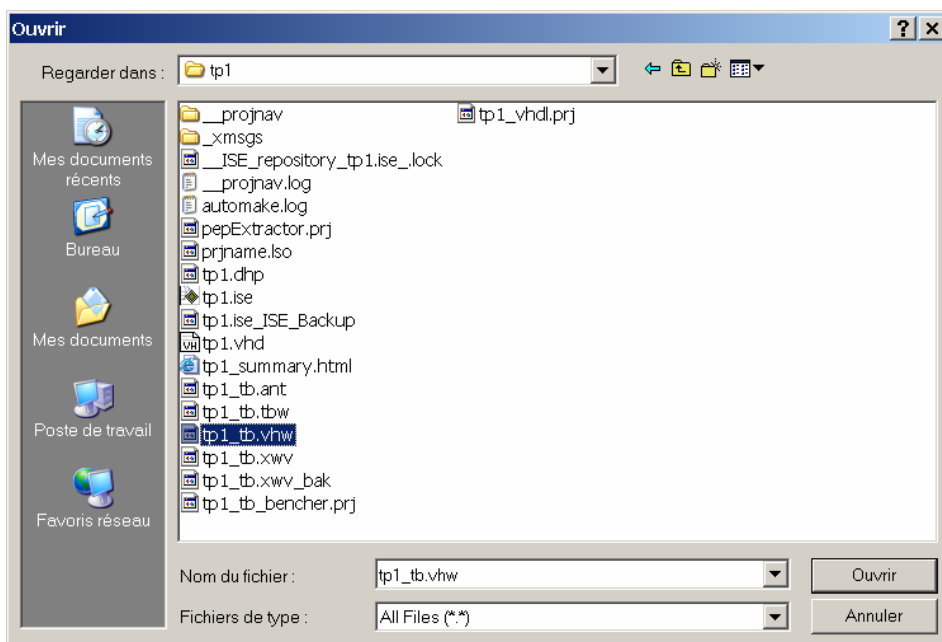 Ouvrir
Regarder dans :
tp1
Mes documents
récents
Bureau
Mes documents
Poste de travail
Favoris réseau
__projnav
_xmsgs
__ISE_repository_tp1.ise_.lock
__projnav.log
automake.log
pepExtractor.prj
prjname.lso
tp1.dhp
tp1.ise
tp1.ise_ISE_Backup
tp1.vhd
tp1_summary.html
tp1_tb.ant
tp1_tb.tbw
tp1_tb.vhw
tp1_tb.xwv
tp1_tb.xwv_bak
tp1_tb_bencher.prj
tp1_vhdl.prj
Nom du fichier :
tp1_tb.vhw
Ouvrir
Fichiers de type :
All Files (*.*)
Annuler